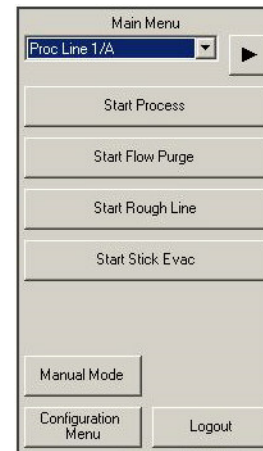 Main Menu
Proc Line 1/A
Start Process
Start Flow Purge
Start Rough Line
Start Stick Evac
Manual Mode
Configuration
Menu
Logout